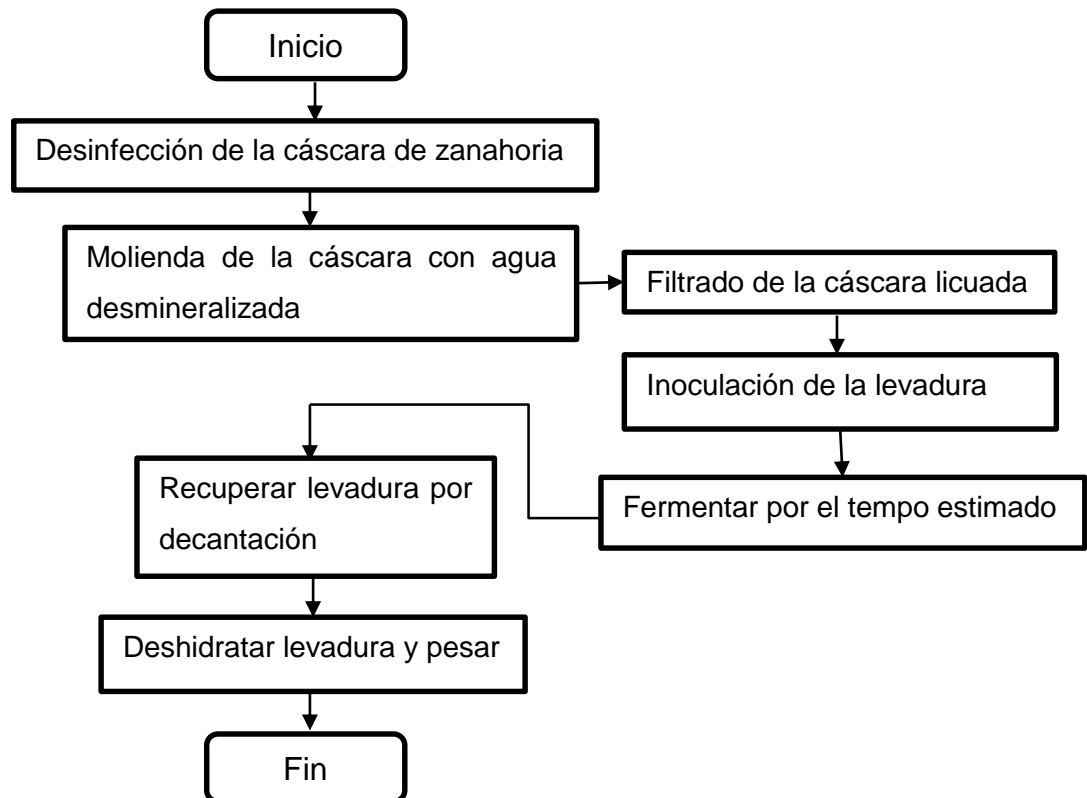 Inicio
Desinfección de la cáscara de zanahoria
Molienda de la cáscara con agua
desmineralizada
Filtrado de la cáscara licuada
Inoculación de la levadura
Fermentar por el tempo estimado
Recuperar levadura por
decantación
Deshidratar levadura y pesar
Fin